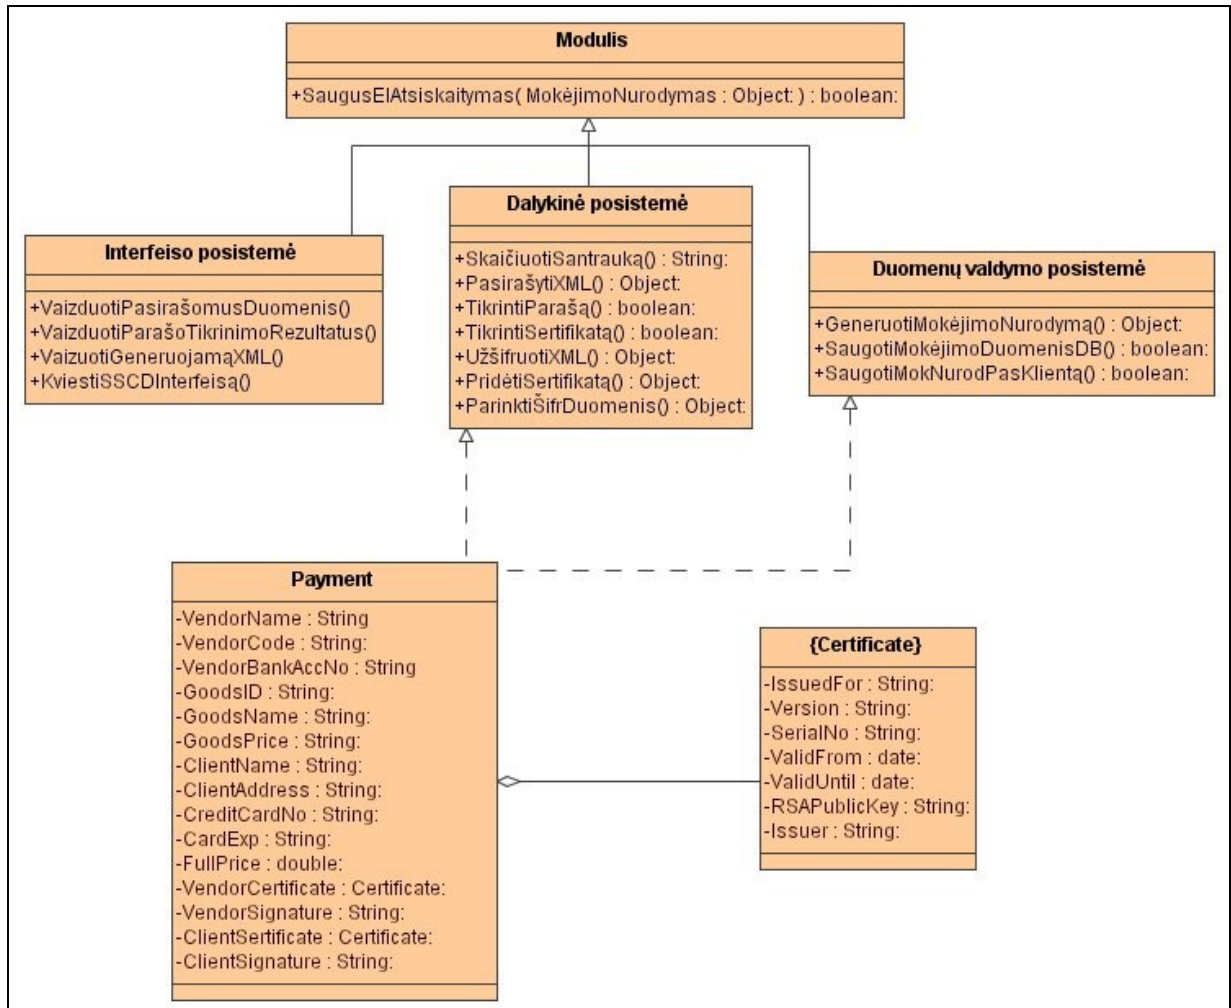 Modulis
+SaugusElAtsiskaitymas( MokėjimoNurodymas : Object: ) : boolean:
Interfeiso posistemė
+VaizduotiPasirašomusDuomenis()
+VaizduotiParašoTikrinimoRezultatus()
+VaizuotiGeneruojamąXML()
+KviestiSSCDInterfeisą()
Dalykinė posistemė
+SkaičiuotiSantrauką() : String:
+PasirašytiXML() : Object:
+TikrintiParašą() : boolean:
+TikrintiSertifikatą() : boolean:
+UžšifruotiXML() : Object:
+PridėtiSertifikatą() : Object:
+ParinktiŠifrDuomenis() : Object:
Duomenų valdymo posistemė
+GeneruotiMokėjimoNurodymą() : Object:
+SaugotiMokėjimoDuomenisDB() : boolean:
+SaugotiMokNurodPasKlientą() : boolean:
Payment
-VendorName : String
-VendorCode : String:
-VendorBankAccNo : String
-GoodsID : String:
-GoodsName : String:
-GoodsPrice : String:
-ClientName : String:
-ClientAddress : String:
-CreditCardNo : String:
-CardExp : String:
-FullPrice : double:
-VendorCertificate : Certificate:
-VendorSignature : String:
-ClientSertificate : Certificate:
-ClientSignature : String:
{Certificate}
-IssuedFor : String:
-Version : String:
-SerialNo : String:
-ValidFrom : date:
-ValidUntil : date:
-RSAPublicKey : String:
-Issuer : String: